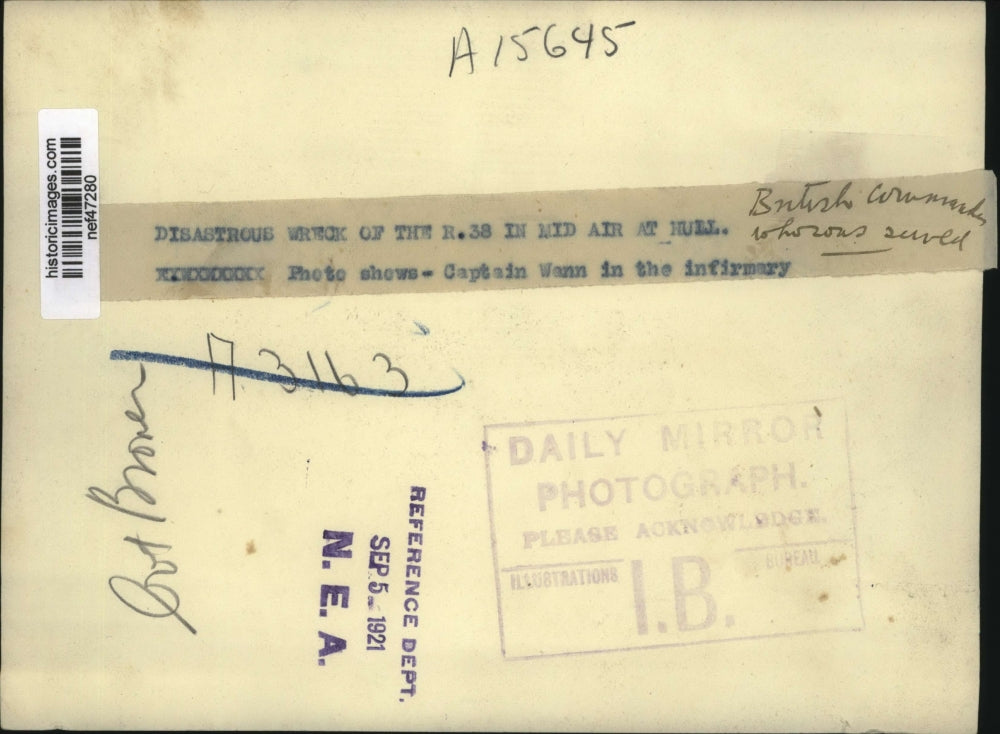 A15645
historicimages.com
nef47280
DISASTROUS WRECK OF THE R.38 IN MID AIR AT HULL.
XXXXXXXXX Photo shows- Captain Wann in the infirmary
British Commander
who was saved
A 3163
DAILY MIRROR
PHOTOGRAPH.
PLEASE ACKNOWLEDGE.
ILLUSTRATIONS I.B. BUREAU
REFERENCE DEPT.
SEP 5 - 1921
N. E. A.